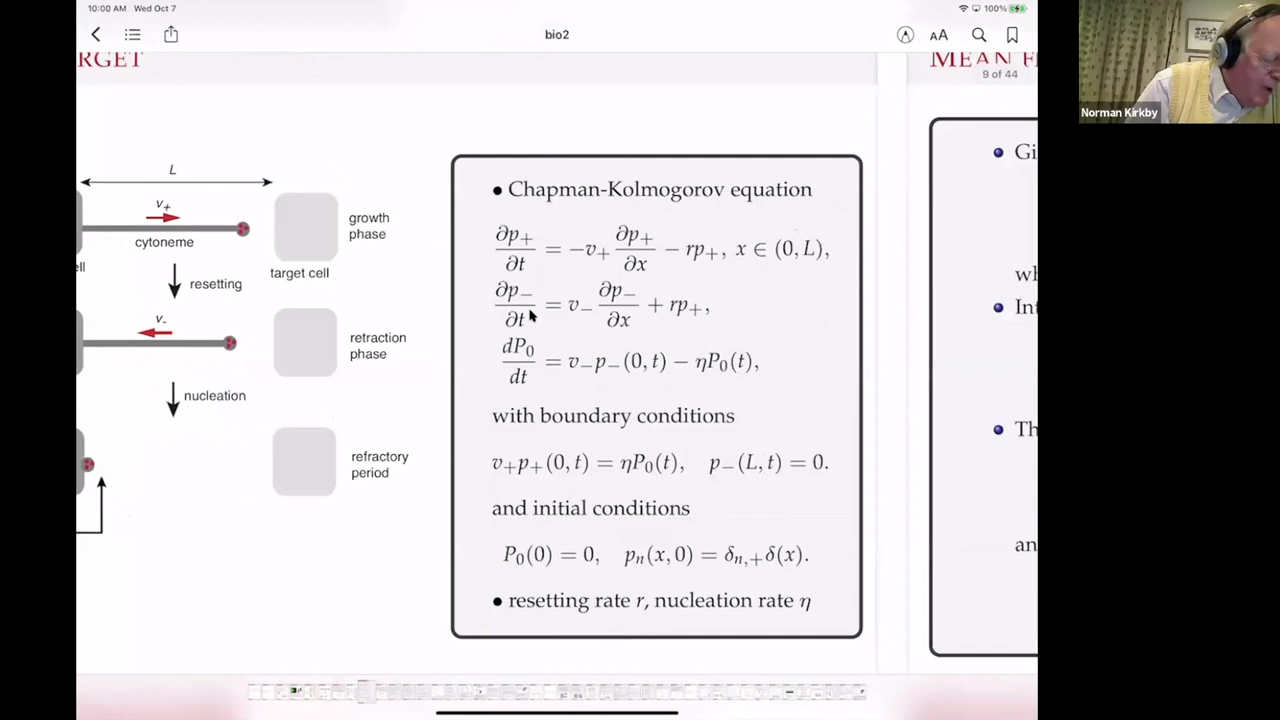 10:00 AM Wed Oct 7
100%
bio2
AA
RGET
MEAN F
9 of 44
L
v₊
cytoneme
growth
phase
ell
target cell
resetting
v₋
retraction
phase
nucleation
refractory
period
• Chapman-Kolmogorov equation
∂p₊/∂t = −v₊ ∂p₊/∂x − rp₊, x ∈ (0, L),
∂p₋/∂t = v₋ ∂p₋/∂x + rp₊,
dP₀/dt = v₋p₋(0, t) − ηP₀(t),
with boundary conditions
v₊p₊(0, t) = ηP₀(t), p₋(L, t) = 0.
and initial conditions
P₀(0) = 0, pₙ(x, 0) = δₙ,₊δ(x).
• resetting rate r, nucleation rate η
• Gi
wh
• Int
• Th
an
Norman Kirkby